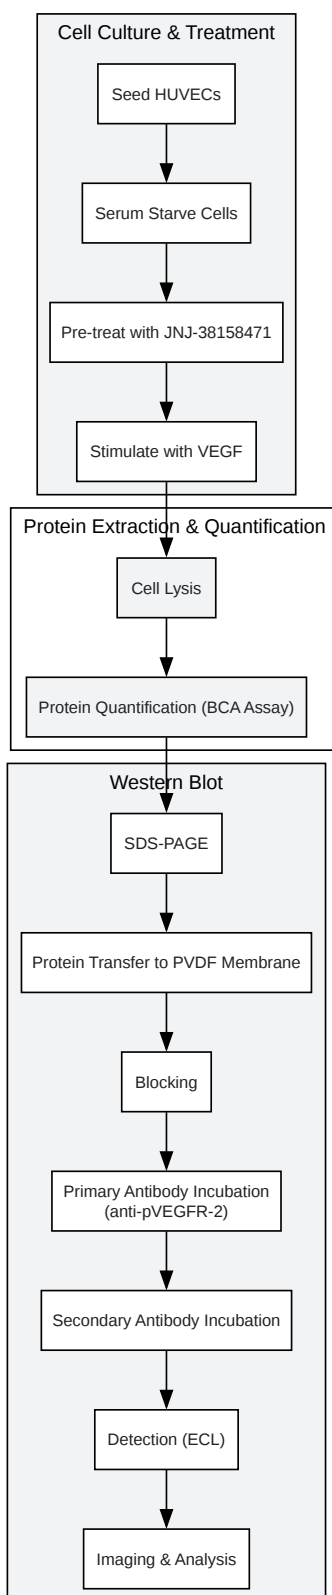 Cell Culture & Treatment
Seed HUVECs
Serum Starve Cells
Pre-treat with JNJ-38158471
Stimulate with VEGF
Protein Extraction & Quantification
Cell Lysis
Protein Quantification (BCA Assay)
Western Blot
SDS-PAGE
Protein Transfer to PVDF Membrane
Blocking
Primary Antibody Incubation
(anti-pVEGFR-2)
Secondary Antibody Incubation
Detection (ECL)
Imaging & Analysis